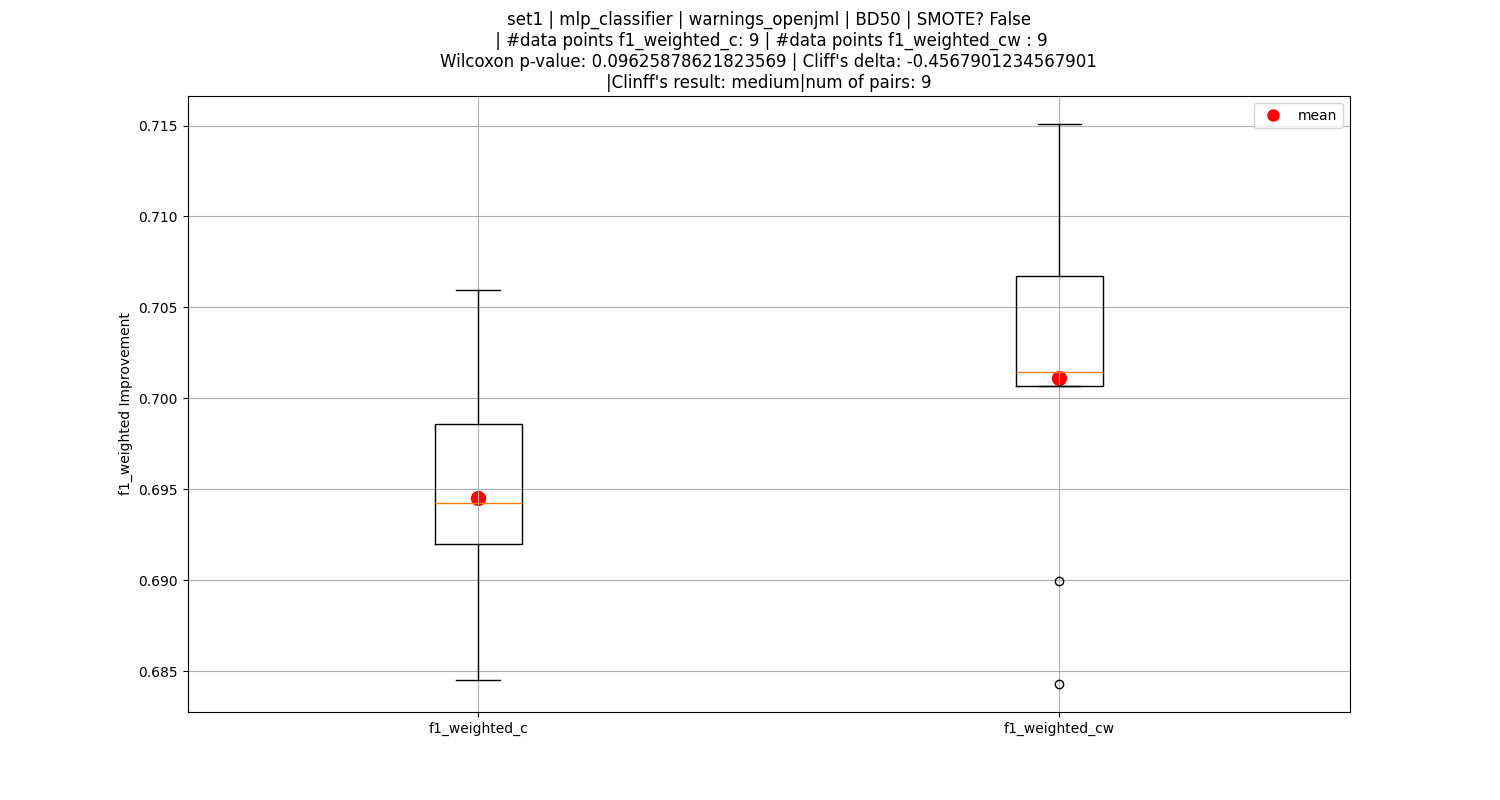 set1 | mlp_classifier | warnings_openjml | BD50 | SMOTE? False
| #data points f1_weighted_c: 9 | #data points f1_weighted_cw : 9
Wilcoxon p-value: 0.09625878621823569 | Cliff's delta: -0.4567901234567901
|Clinff's result: medium|num of pairs: 9
mean
f1_weighted Improvement
0.715
0.710
0.705
0.700
0.695
0.690
0.685
f1_weighted_c
f1_weighted_cw